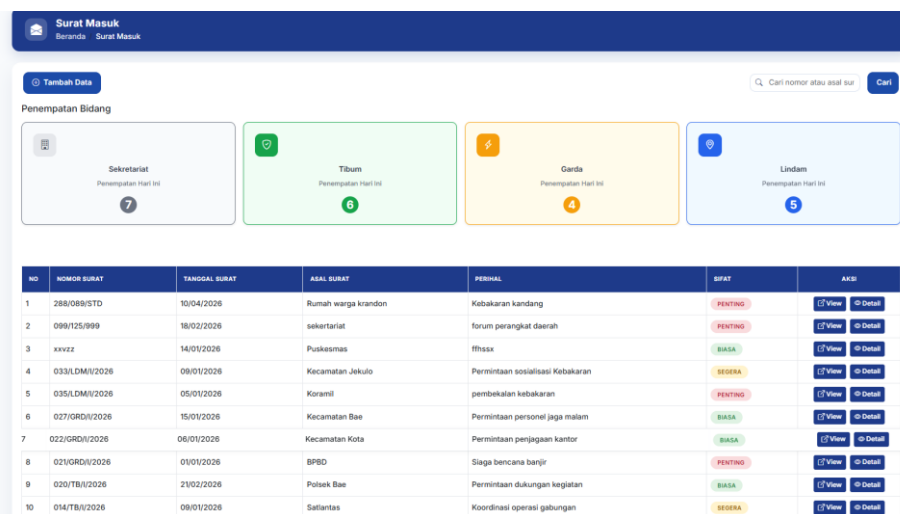 Surat Masuk
Beranda Surat Masuk
Tambah Data
Cari nomor atau asal sur Cari
Penempatan Bidang
Sekretariat Tibum Garda Lindam
Penempatan Hari Ini Penempatan Hari Ini Penempatan Hari Ini Penempatan Hari Ini
7 6 4 5
NO NOMOR SURAT TANGGAL SURAT ASAL SURAT PERIHAL SIFAT AKSI
1 288/089/STD 10/04/2026 Rumah warga krandon Kebakaran kandang PENTING View Detail
2 099/125/999 18/02/2026 sekertariat forum perangkat daerah PENTING View Detail
3 xxvzz 14/01/2026 Puskesmas ffhssx BIASA View Detail
4 033/LDM/I/2026 09/01/2026 Kecamatan Jekulo Permintaan sosialisasi Kebakaran SEGERA View Detail
5 035/LDM/I/2026 05/01/2026 Koramil pembekalan kebakaran PENTING View Detail
6 027/GRD/I/2026 15/01/2026 Kecamatan Bae Permintaan personel jaga malam BIASA View Detail
7 022/GRD/I/2026 06/01/2026 Kecamatan Kota Permintaan penjagaan kantor BIASA View Detail
8 021/GRD/I/2026 01/01/2026 BPBD Siaga bencana banjir PENTING View Detail
9 020/TB/I/2026 21/02/2026 Polsek Bae Permintaan dukungan kegiatan BIASA View Detail
10 014/TB/I/2026 09/01/2026 Satlantas Koordinasi operasi gabungan SEGERA View Detail